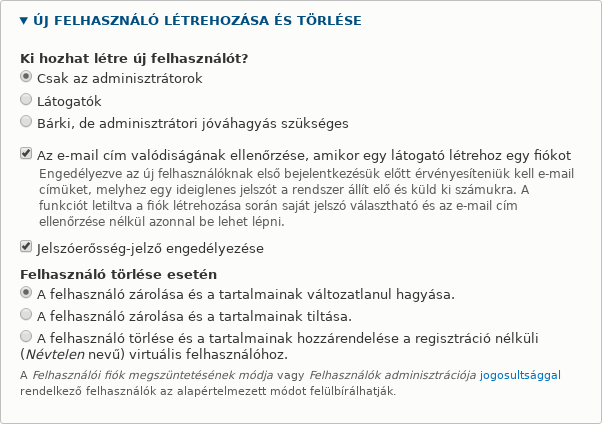 ÚJ FELHASZNÁLÓ LÉTREHOZÁSA ÉS TÖRLÉSE
Ki hozhat létre új felhasználót?
Csak az adminisztrátorok
Látogatók
Bárki, de adminisztrátori jóváhagyás szükséges
Az e-mail cím valódiságának ellenőrzése, amikor egy látogató létrehoz egy fiókot
Engedélyezve az új felhasználóknak első bejelentkezésük előtt érvényesíteniük kell e-mail
címüket, melyhez egy ideiglenes jelszót a rendszer állít elő és küld ki számukra. A
funkciót letiltva a fiók létrehozása során saját jelszó választható és az e-mail cím
ellenőrzése nélkül azonnal be lehet lépni.
Jelszóerősség-jelző engedélyezése
Felhasználó törlése esetén
A felhasználó zárolása és a tartalmainak változatlanul hagyása.
A felhasználó zárolása és a tartalmainak tiltása.
A felhasználó törlése és a tartalmainak hozzárendelése a regisztráció nélküli
(Névtelen nevű) virtuális felhasználóhoz.
A Felhasználói fiók megszüntetésének módja vagy Felhasználók adminisztrációja jogosultsággal
rendelkező felhasználók az alapértelmezett módot felülbírálhatják.